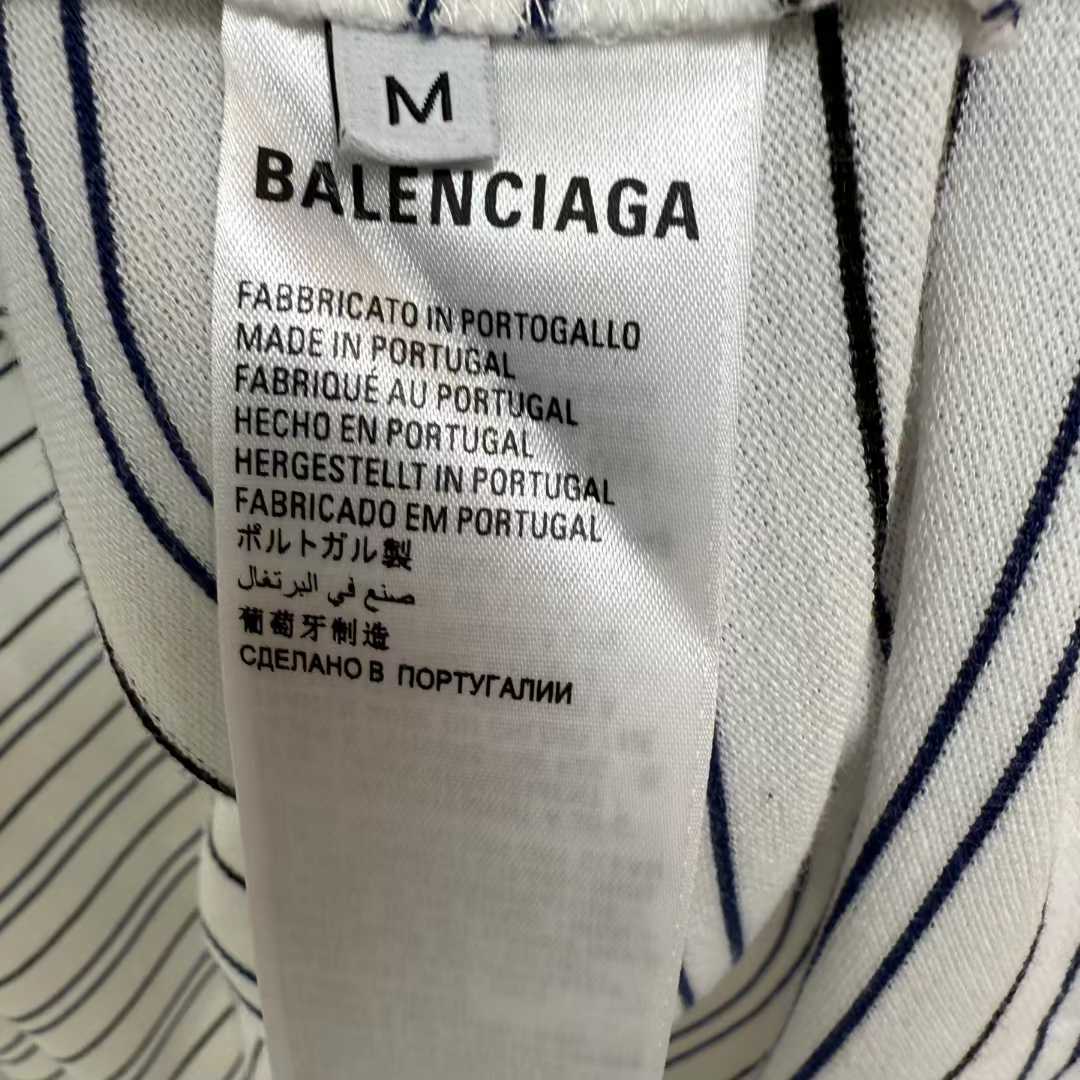 M
BALENCIAGA
FABBRICATO IN PORTOGALLO
MADE IN PORTUGAL
FABRIQUÉ AU PORTUGAL
HECHO EN PORTUGAL
HERGESTELLT IN PORTUGAL
FABRICADO EM PORTUGAL
ポルトガル製
صنع في البرتغال
葡萄牙制造
СДЕЛАНО В ПОРТУГАЛИИ